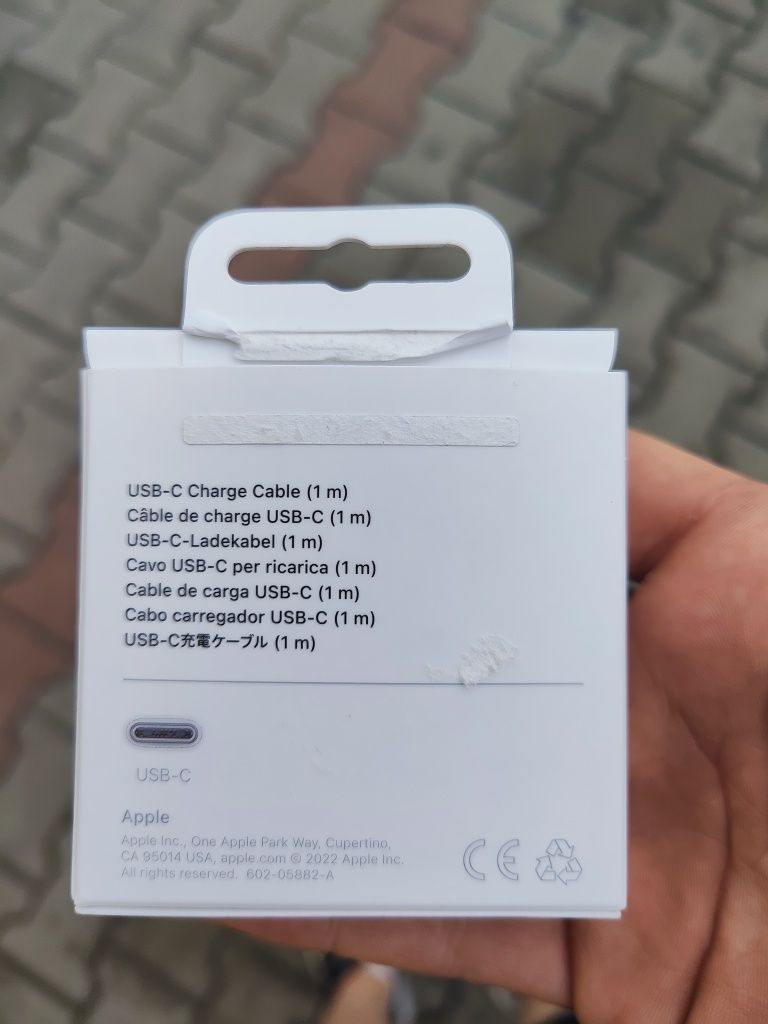 USB-C Charge Cable (1 m)
Câble de charge USB-C (1 m)
USB-C-Ladekabel (1 m)
Cavo USB-C per ricarica (1 m)
Cable de carga USB-C (1 m)
Cabo carregador USB-C (1 m)
USB-C充電ケーブル (1 m)
USB-C
Apple
Apple Inc., One Apple Park Way, Cupertino,
CA 95014 USA, apple.com © 2022 Apple Inc.
All rights reserved. 602-05882-A
CE